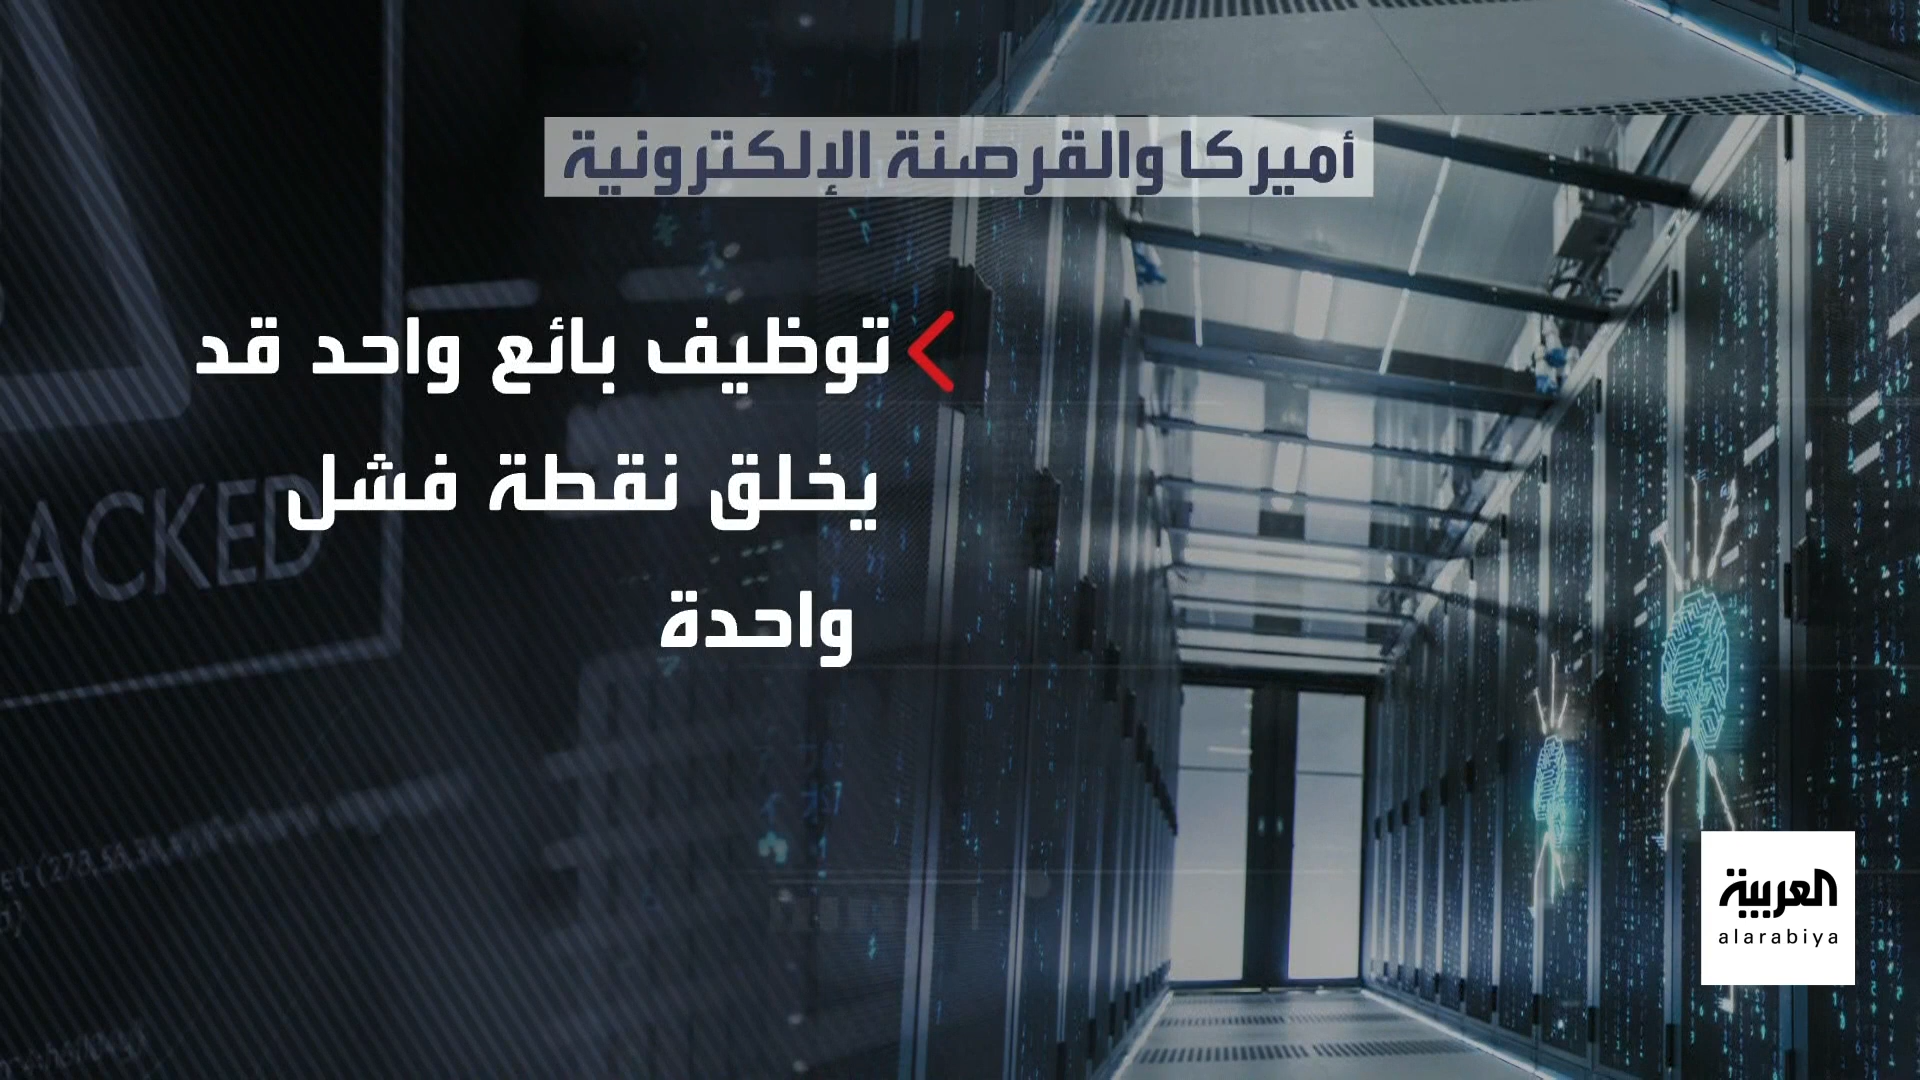 أميركا والقرصنة الإلكترونية
توظيف بائع واحد قد
يخلق نقطة فشل
واحدة
ACKED
العربية
alarabiya